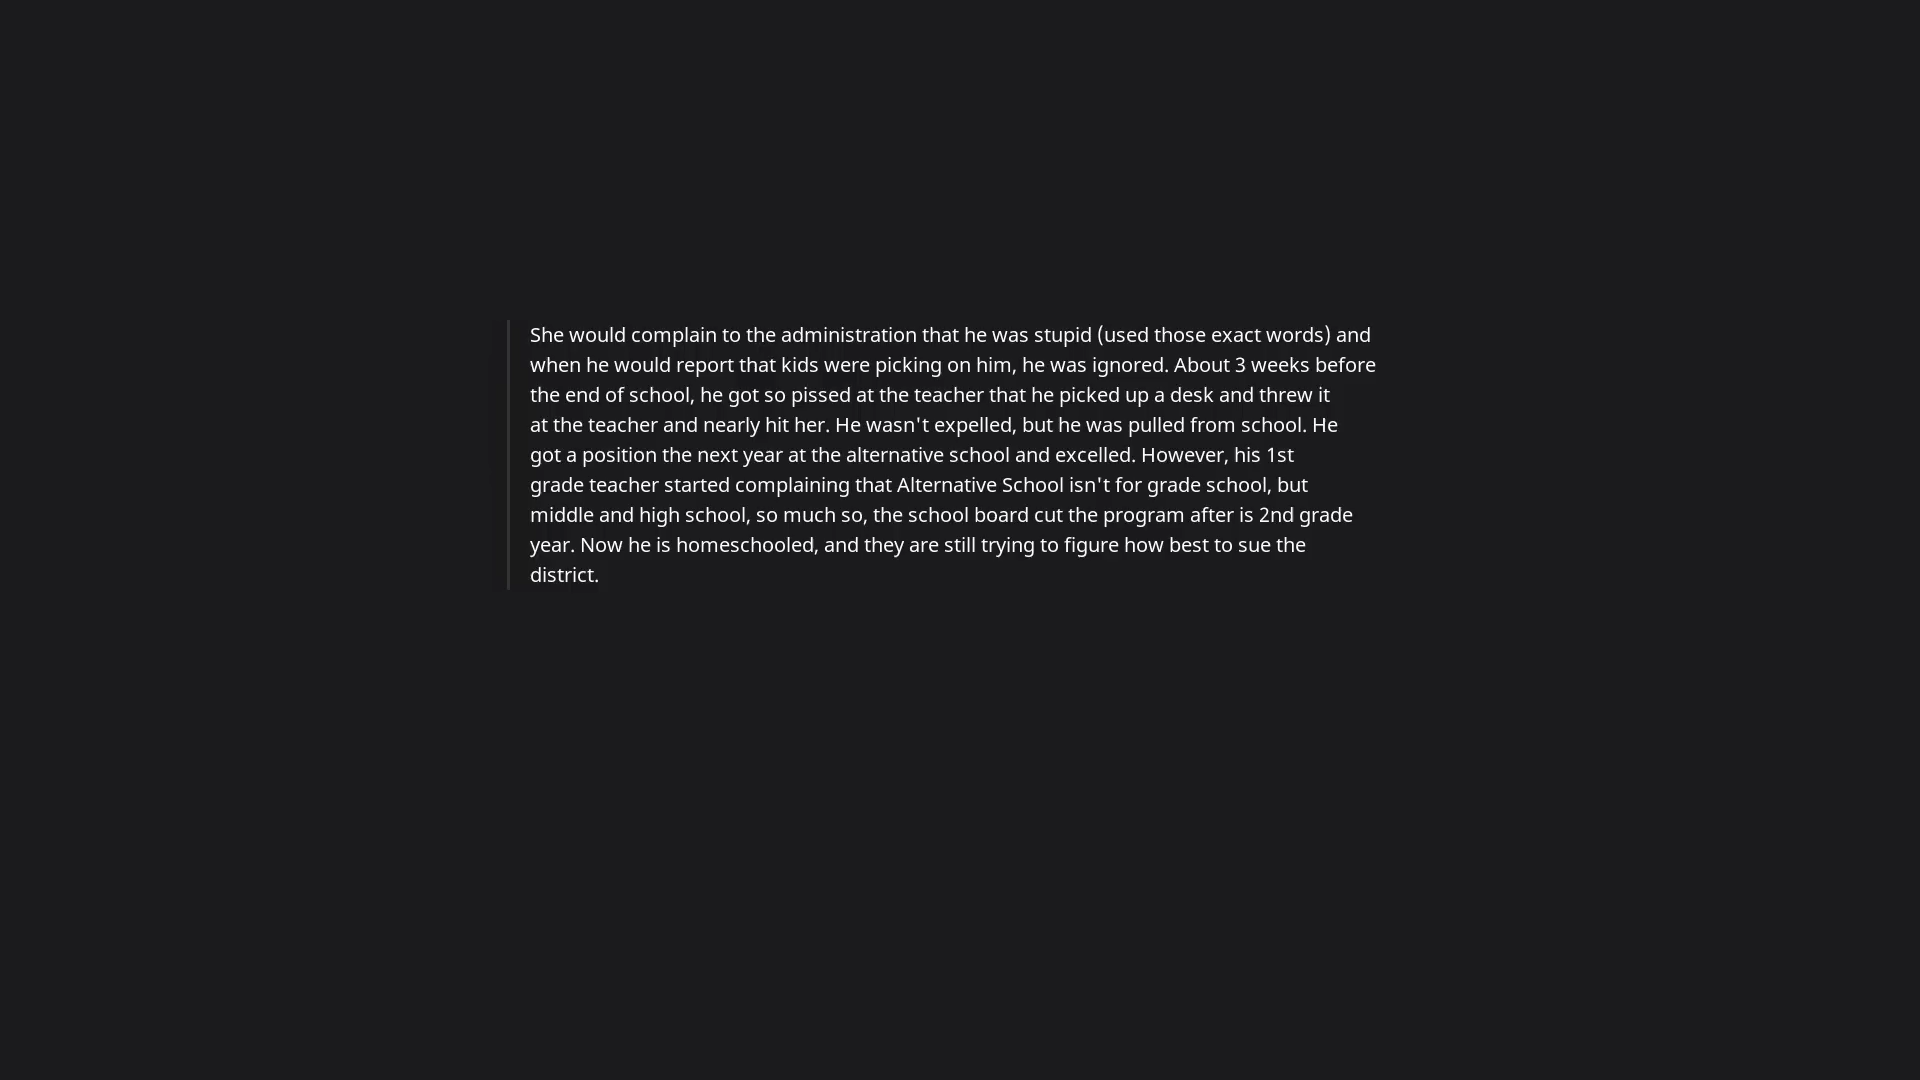 She would complain to the administration that he was stupid (used those exact words) and
when he would report that kids were picking on him, he was ignored. About 3 weeks before
the end of school, he got so pissed at the teacher that he picked up a desk and threw it
at the teacher and nearly hit her. He wasn't expelled, but he was pulled from school. He
got a position the next year at the alternative school and excelled. However, his 1st
grade teacher started complaining that Alternative School isn't for grade school, but
middle and high school, so much so, the school board cut the program after is 2nd grade
year. Now he is homeschooled, and they are still trying to figure how best to sue the
district.